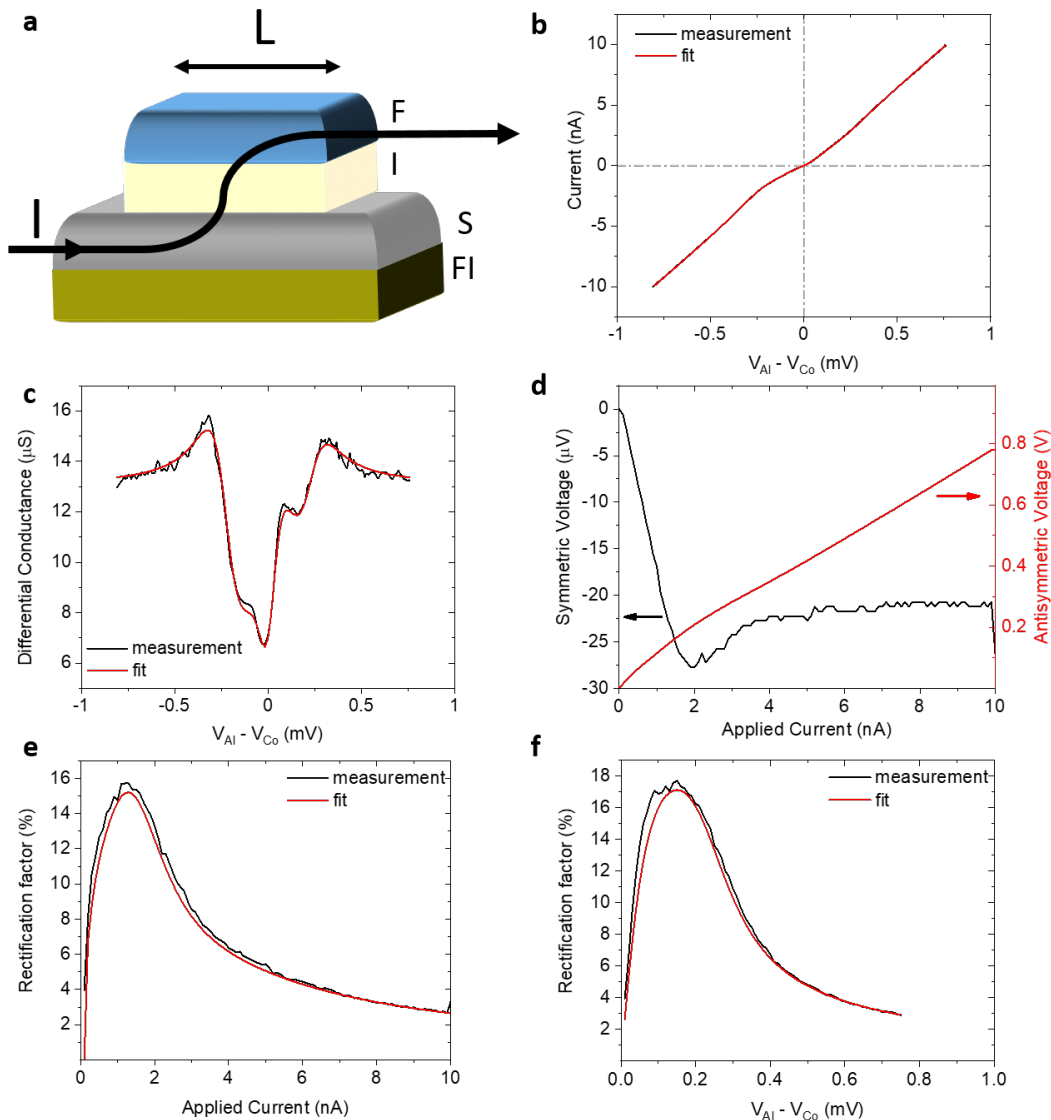 a
L
F
I
I
S
FI
b
measurement
fit
10
5
0
-5
-10
Current (nA)
-1
-0.5
0
0.5
1
V_Al - V_Co (mV)
c
16
14
12
10
8
6
Differential Conductance (µS)
measurement
fit
-1
-0.5
0
0.5
1
V_Al - V_Co (mV)
d
0
-5
-10
-15
-20
-25
-30
Symmetric Voltage (µV)
0.8
0.6
0.4
0.2
Antisymmetric Voltage (V)
0
2
4
6
8
10
Applied Current (nA)
e
measurement
fit
16
14
12
10
8
6
4
2
Rectification factor (%)
0
2
4
6
8
10
Applied Current (nA)
f
measurement
fit
18
16
14
12
10
8
6
4
2
Rectification factor (%)
0.0
0.2
0.4
0.6
0.8
1.0
V_Al - V_Co (mV)